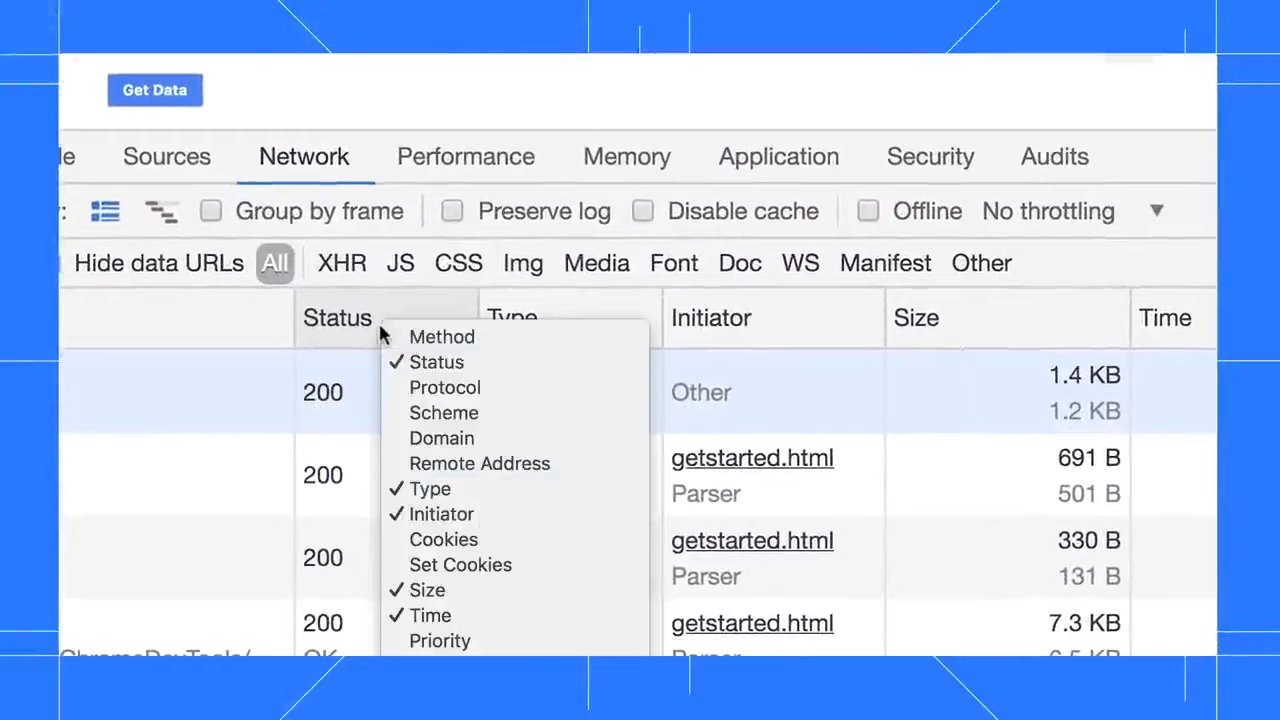 Get Data
Sources Network Performance Memory Application Security Audits
Group by frame Preserve log Disable cache Offline No throttling
Hide data URLs All XHR JS CSS Img Media Font Doc WS Manifest Other
Status Type Initiator Size Time
Method
Status
Protocol
Scheme
Domain
Remote Address
Type
Initiator
Cookies
Set Cookies
Size
Time
Priority
200 Other 1.4 KB
1.2 KB
200 getstarted.html 691 B
Parser 501 B
200 getstarted.html 330 B
Parser 131 B
200 getstarted.html 7.3 KB